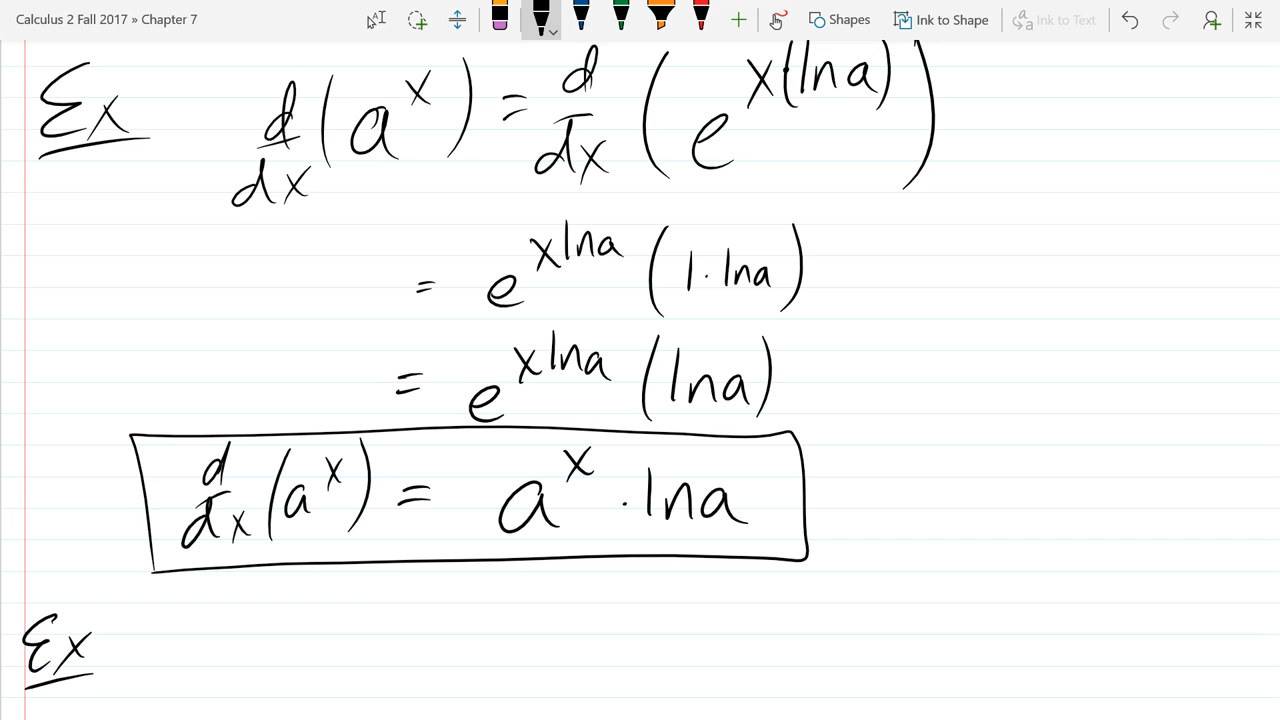 Calculus 2 Fall 2017 » Chapter 7 Shapes Ink to Shape Ink to Text
Ex d/dx (a^x) = d/dx (e^{x(ln a)})
= e^{x ln a} (1 · ln a)
= e^{x ln a} (ln a)
d/dx (a^x) = a^x · ln a
Ex